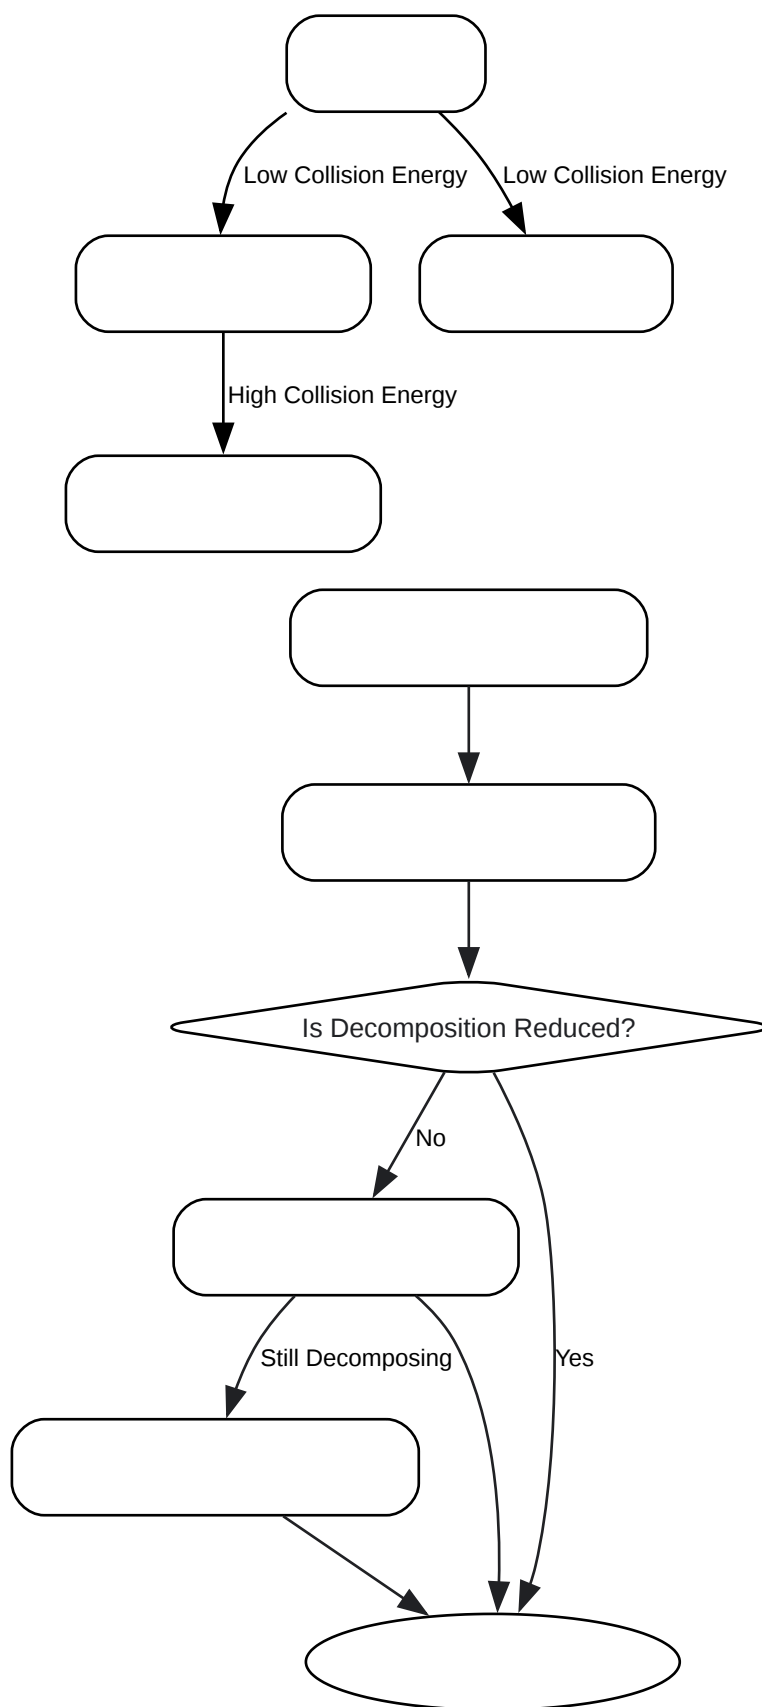 Low Collision Energy
Low Collision Energy
High Collision Energy
Is Decomposition Reduced?
No
Still Decomposing
Yes